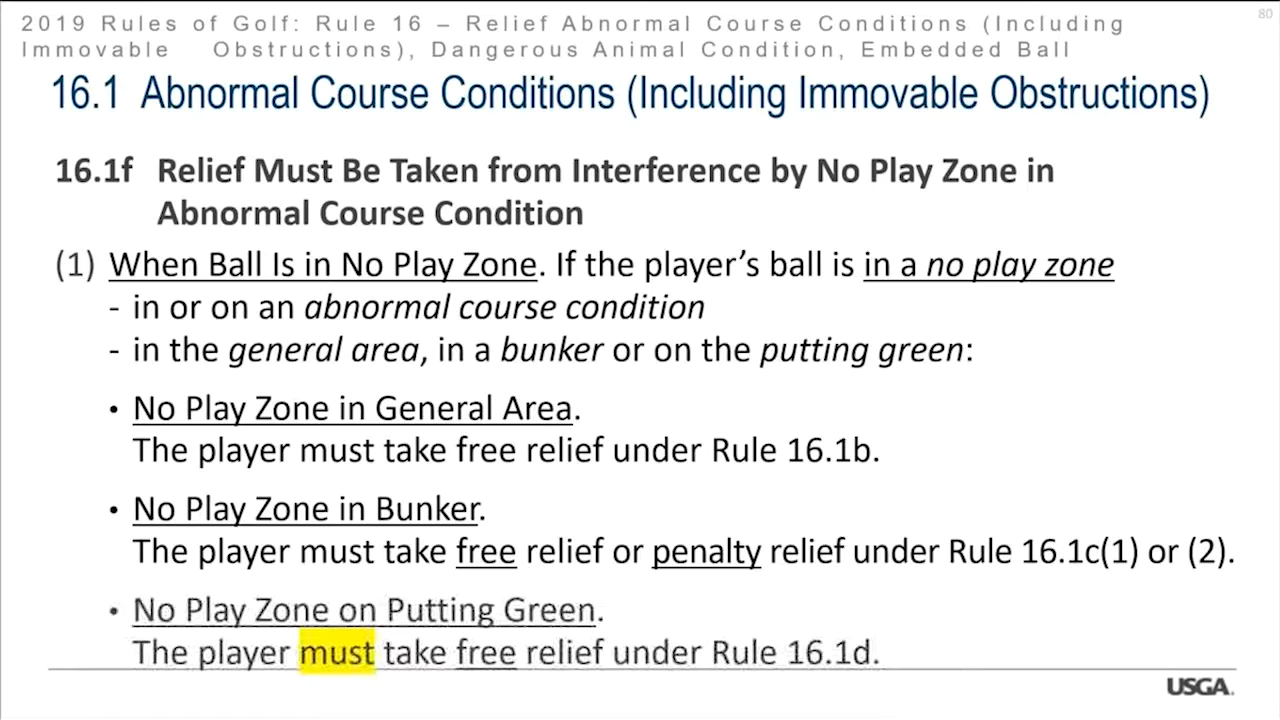 80
2019 Rules of Golf: Rule 16 – Relief Abnormal Course Conditions (Including
Immovable Obstructions), Dangerous Animal Condition, Embedded Ball
16.1 Abnormal Course Conditions (Including Immovable Obstructions)
16.1f Relief Must Be Taken from Interference by No Play Zone in
Abnormal Course Condition
(1) When Ball Is in No Play Zone. If the player’s ball is in a no play zone
- in or on an abnormal course condition
- in the general area, in a bunker or on the putting green:
• No Play Zone in General Area.
The player must take free relief under Rule 16.1b.
• No Play Zone in Bunker.
The player must take free relief or penalty relief under Rule 16.1c(1) or (2).
• No Play Zone on Putting Green.
The player must take free relief under Rule 16.1d.
USGA.